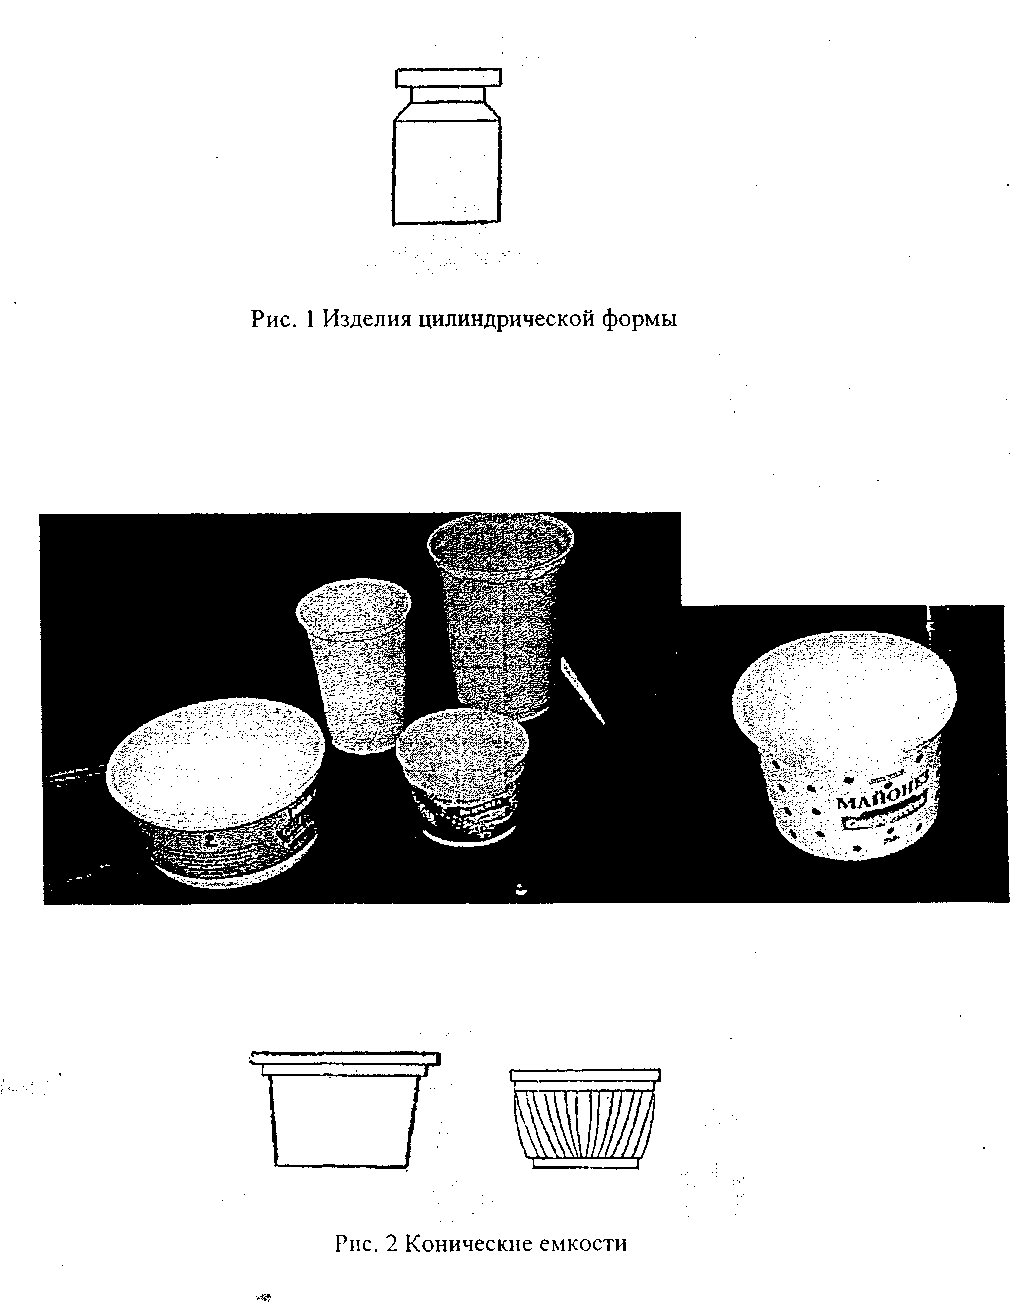 Рис. 1 Изделия цилиндрической формы
МАЙОНЕЗ
Рис. 2 Конические емкости